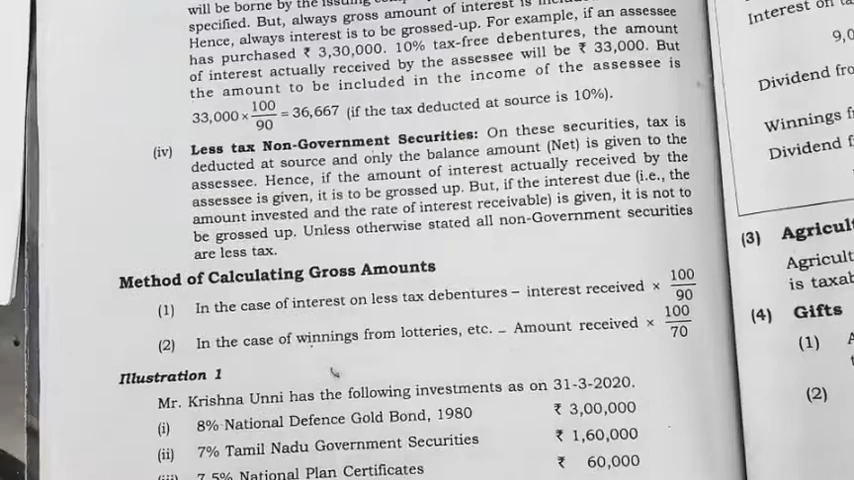 will be borne by the issuing
specified. But, always gross amount of interest is
Hence, always interest is to be grossed-up. For example, if an assessee
has purchased ₹ 3,30,000. 10% tax-free debentures, the amount
of interest actually received by the assessee will be ₹ 33,000. But
the amount to be included in the income of the assessee is
33,000 × 100/90 = 36,667 (if the tax deducted at source is 10%).
(iv) Less tax Non-Government Securities: On these securities, tax is
deducted at source and only the balance amount (Net) is given to the
assessee. Hence, if the amount of interest actually received by the
assessee is given, it is to be grossed up. But, if the interest due (i.e., the
amount invested and the rate of interest receivable) is given, it is not to
be grossed up. Unless otherwise stated all non-Government securities
are less tax.
Method of Calculating Gross Amounts
(1) In the case of interest on less tax debentures – interest received × 100/90
(2) In the case of winnings from lotteries, etc. – Amount received × 100/70
Illustration 1
Mr. Krishna Unni has the following investments as on 31-3-2020.
(i) 8% National Defence Gold Bond, 1980 ₹ 3,00,000
(ii) 7% Tamil Nadu Government Securities ₹ 1,60,000
(iii) 7.5% National Plan Certificates ₹ 60,000
Interest on
9,0
Dividend fro
Winnings f
Dividend f
(3) Agricult
Agricult
is taxab
(4) Gifts
(1) A
(2)